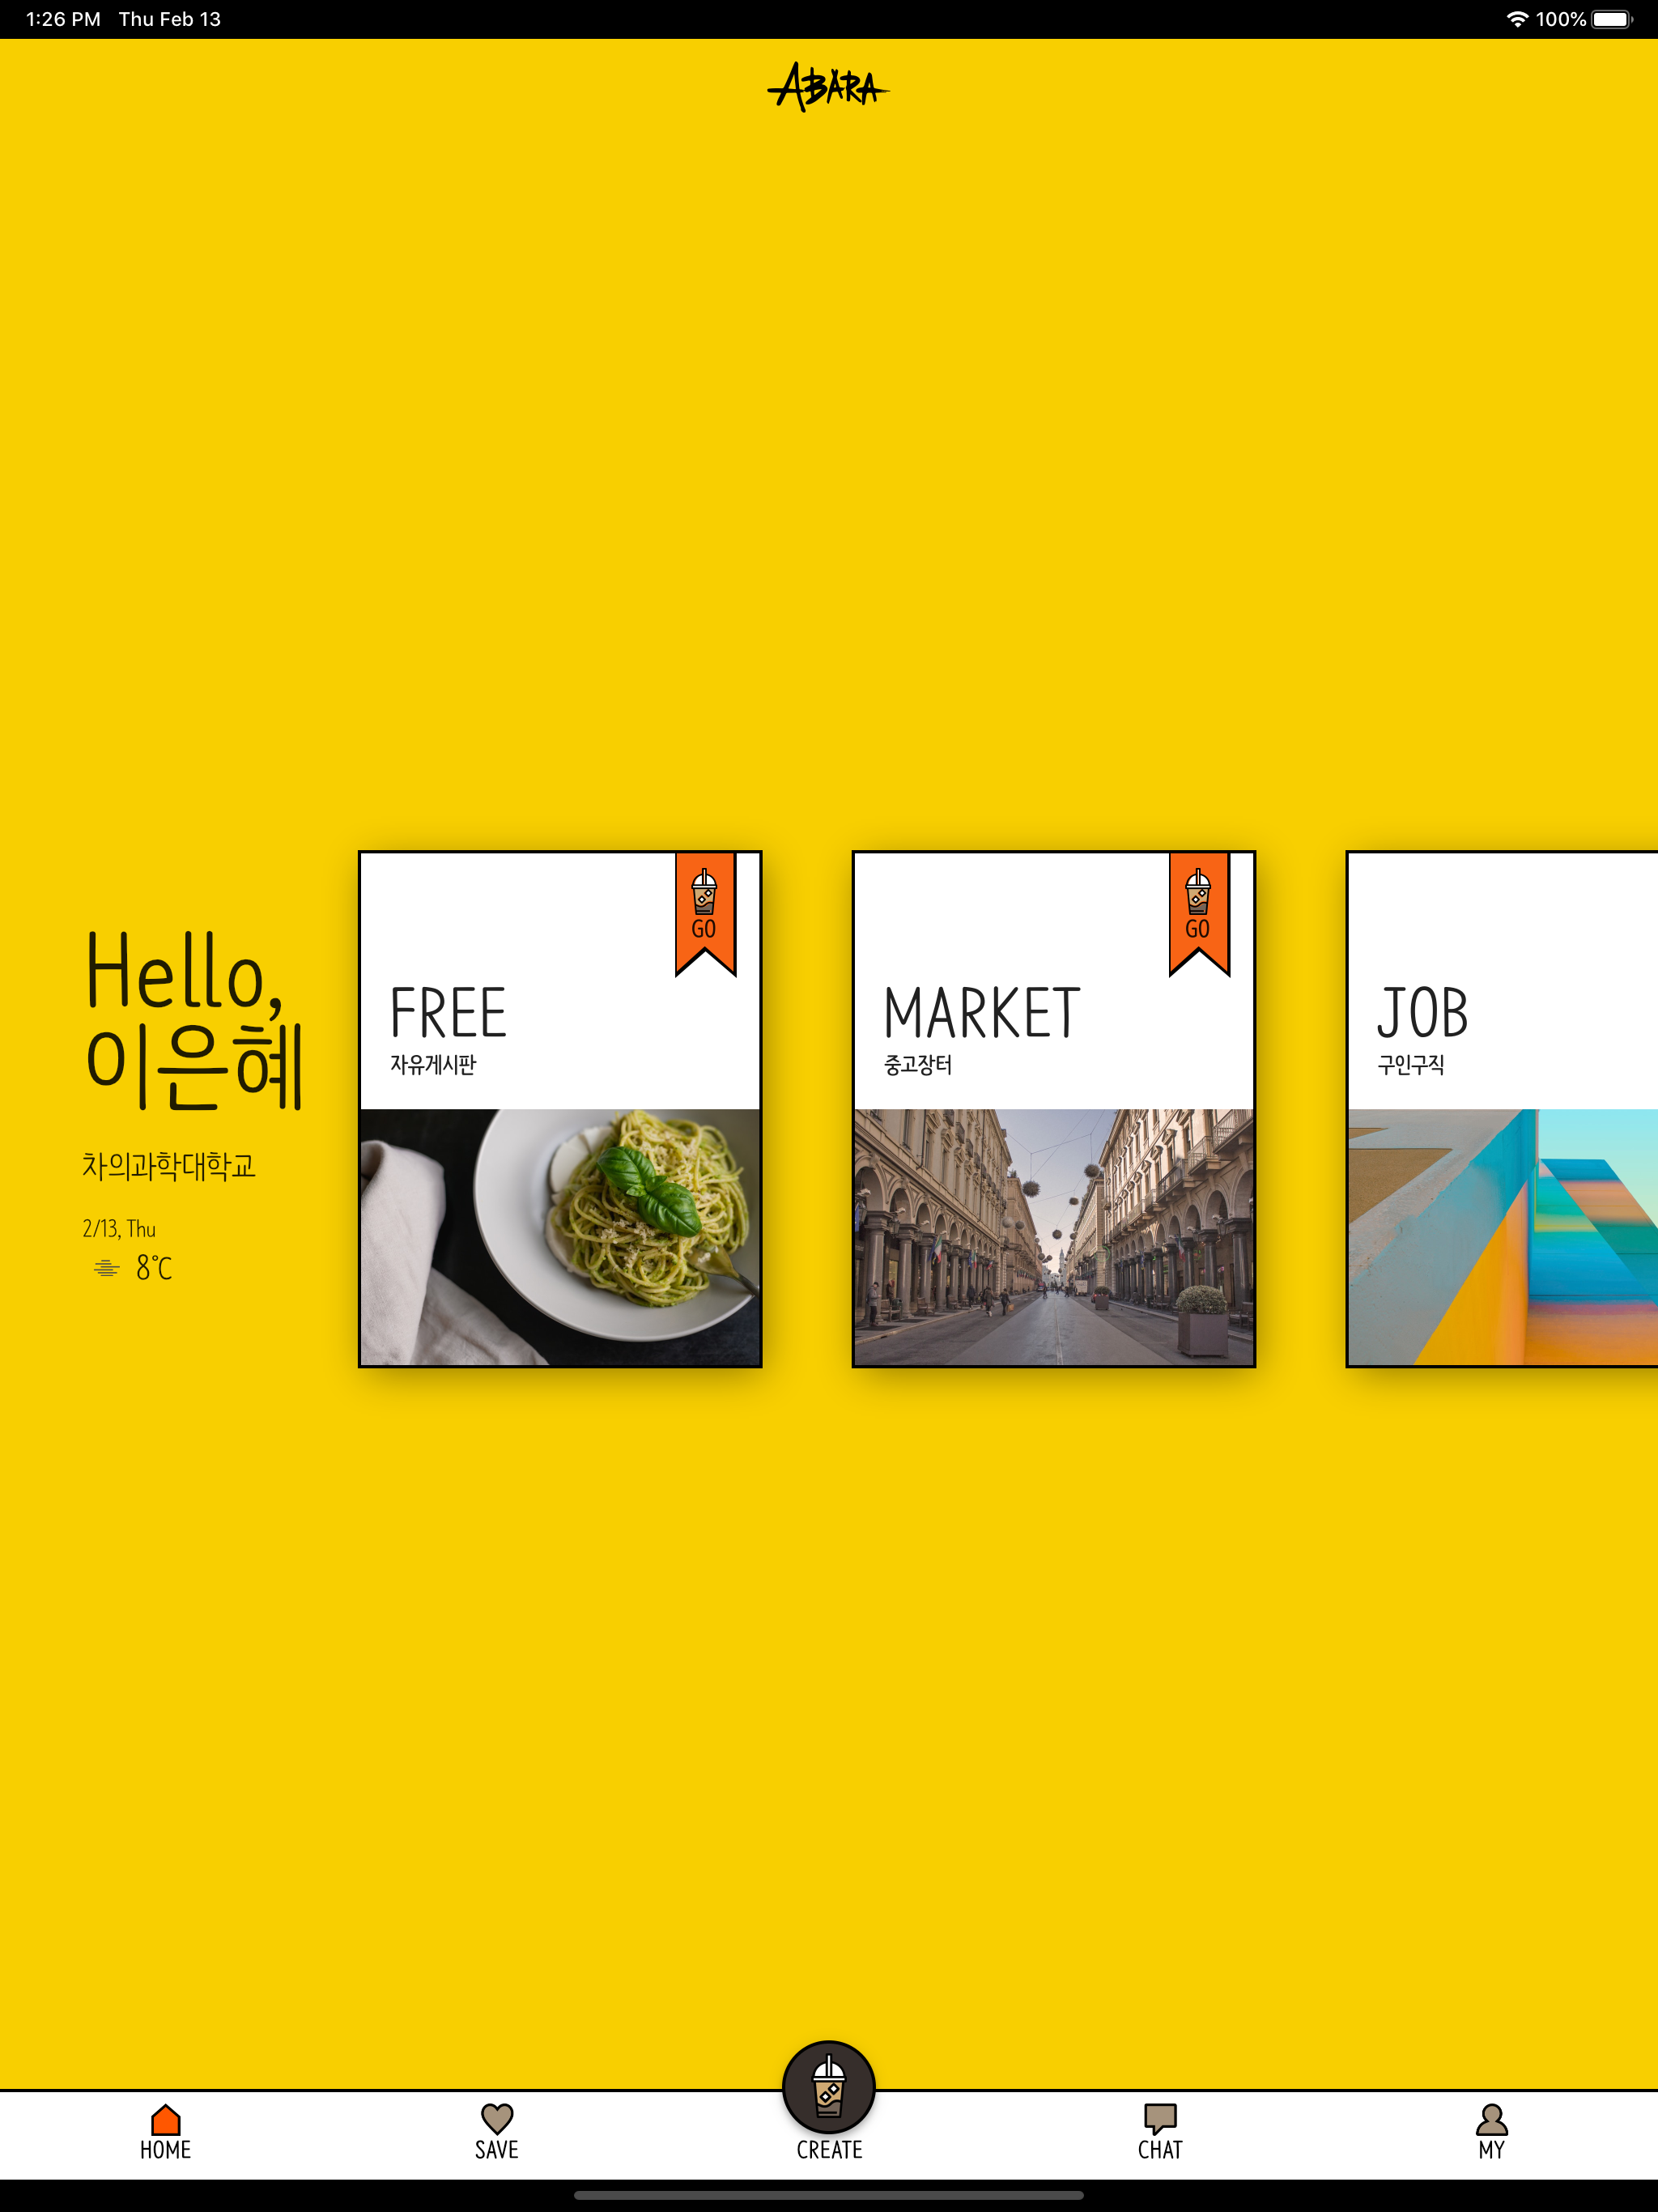 1:26 PM Thu Feb 13
100%
ABARA
Hello,
이은혜
차의과학대학교
2/13, Thu
8°C
GO
FREE
자유게시판
GO
MARKET
중고장터
JOB
구인구직
HOME
SAVE
CREATE
CHAT
MY